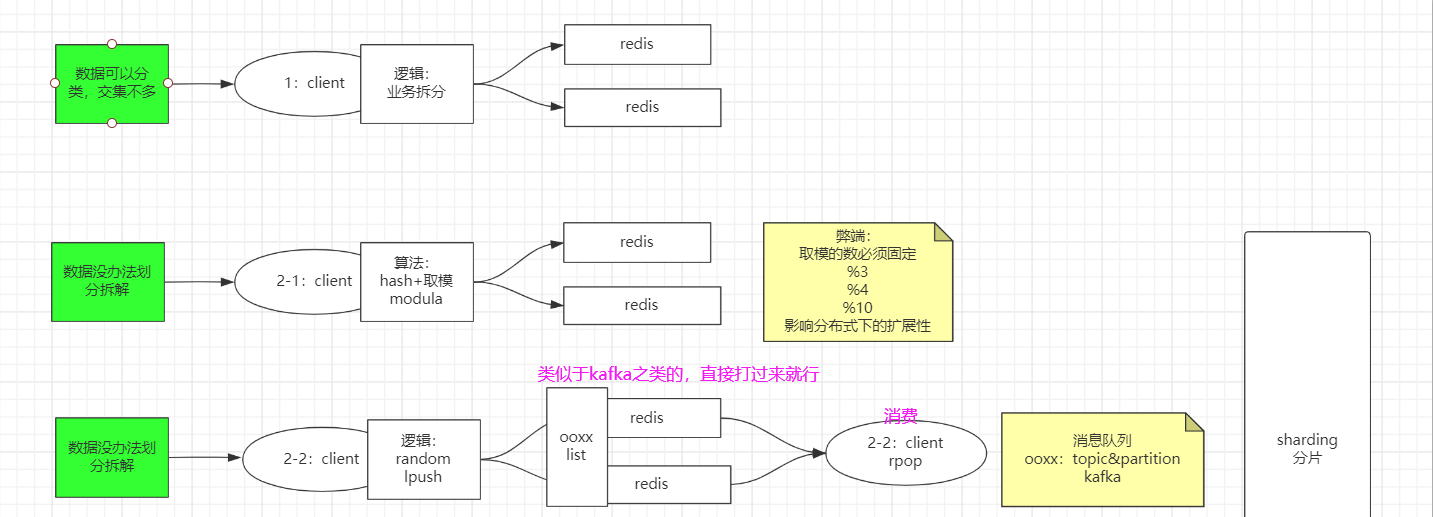 数据可以分
类，交集不多
1：client
逻辑：
业务拆分
redis
redis
数据没办法划
分拆解
2-1：client
算法：
hash+取模
modula
redis
redis
弊端：
取模的数必须固定
%3
%4
%10
影响分布式下的扩展性
类似于kafka之类的，直接打过来就行
数据没办法划
分拆解
2-2：client
逻辑：
random
lpush
ooxx
list
redis
redis
消费
2-2：client
rpop
消息队列
ooxx：topic&partition
kafka
sharding
分片